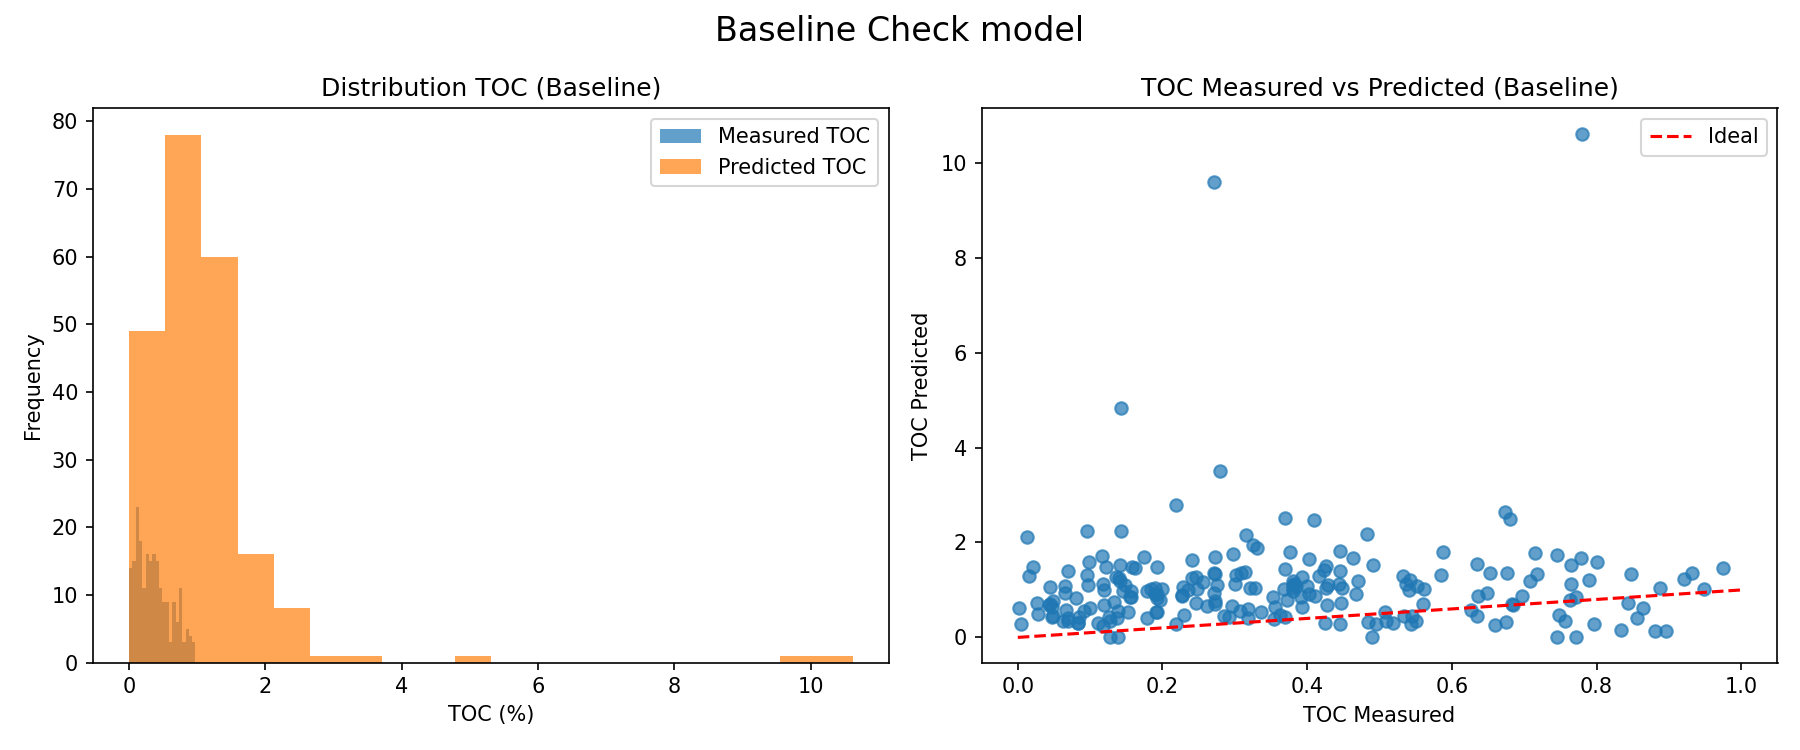 Baseline Check model
Distribution TOC (Baseline)
80
70
60
50
40
30
20
10
0
Frequency
0 2 4 6 8 10
TOC (%)
Measured TOC
Predicted TOC
TOC Measured vs Predicted (Baseline)
10
8
6
4
2
0
TOC Predicted
0.0 0.2 0.4 0.6 0.8 1.0
TOC Measured
Ideal